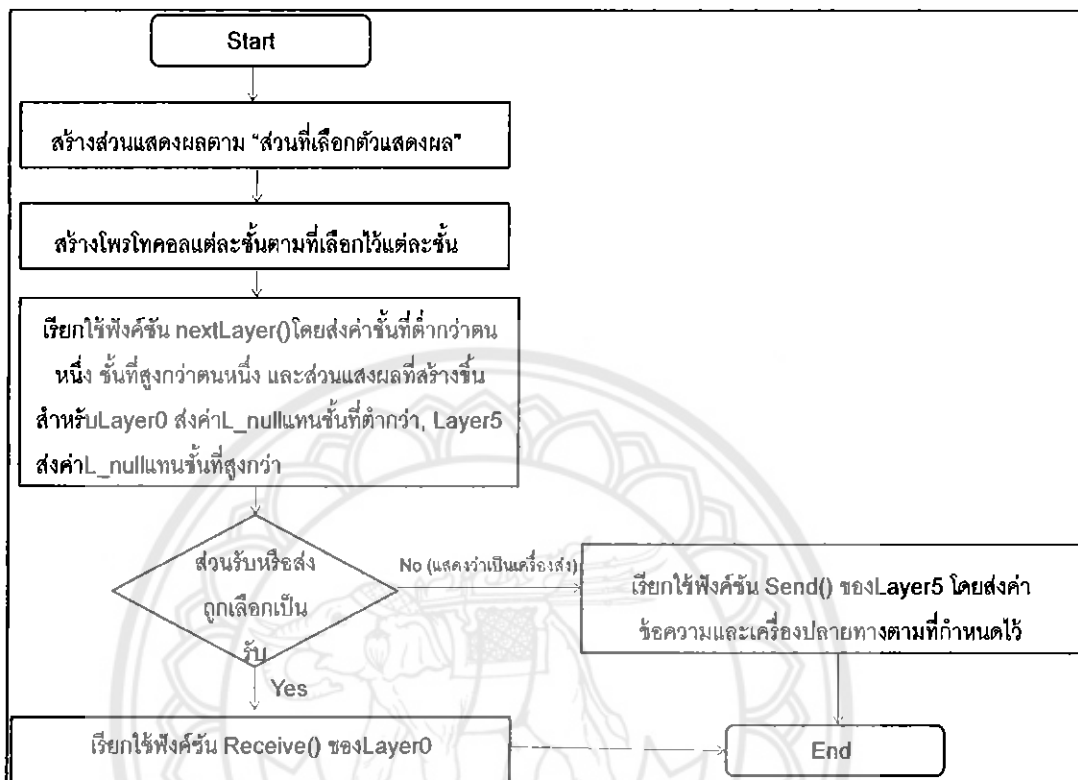 Start
สร้างส่วนแสดงผลตาม “ส่วนที่เลือกตัวแสดงผล”
สร้างโพรโทคอลแต่ละชั้นตามที่เลือกไว้แต่ละชั้น
เรียกใช้ฟังค์ชัน nextLayer()โดยส่งค่าชั้นที่ต่ำกว่าตน
หนึ่ง ชั้นที่สูงกว่าตนหนึ่ง และส่วนแสงผลที่สร้างขึ้น
สำหรับLayer0 ส่งค่าL_nullแทนชั้นที่ต่ำกว่า, Layer5
ส่งค่าL_nullแทนชั้นที่สูงกว่า
ส่วนรับหรือส่ง
ถูกเลือกเป็น
รับ
No (แสดงว่าเป็นเครื่องส่ง)
เรียกใช้ฟังค์ชัน Send() ของLayer5 โดยส่งค่า
ข้อความและเครื่องปลายทางตามที่กำหนดไว้
Yes
เรียกใช้ฟังค์ชัน Receive() ของLayer0
End